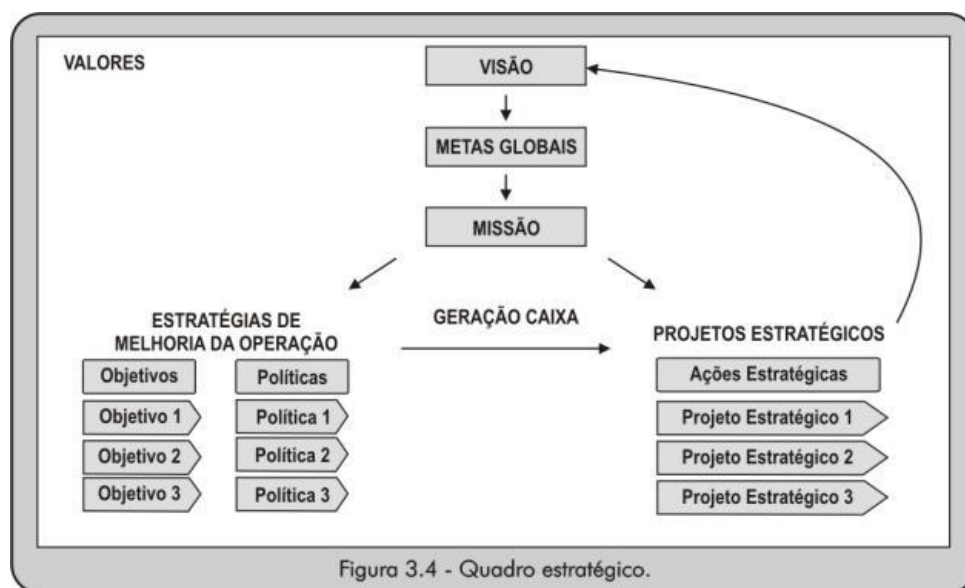 VALORES
VISÃO
METAS GLOBAIS
MISSÃO
ESTRATÉGIAS DE
MELHORIA DA OPERAÇÃO
Objetivos
Políticas
Objetivo 1
Política 1
Objetivo 2
Política 2
Objetivo 3
Política 3
GERAÇÃO CAIXA
PROJETOS ESTRATÉGICOS
Ações Estratégicas
Projeto Estratégico 1
Projeto Estratégico 2
Projeto Estratégico 3
Figura 3.4 - Quadro estratégico.